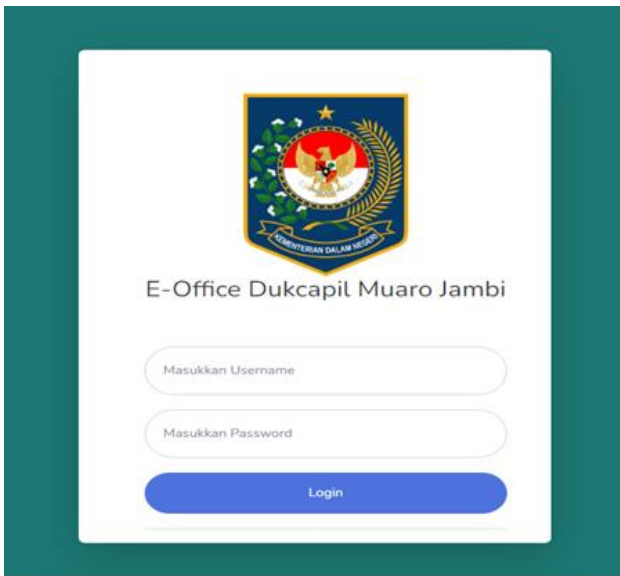 KEMENTERIAN DALAM NEGERI
E-Office Dukcapil Muaro Jambi
Masukkan Username
Masukkan Password
Login